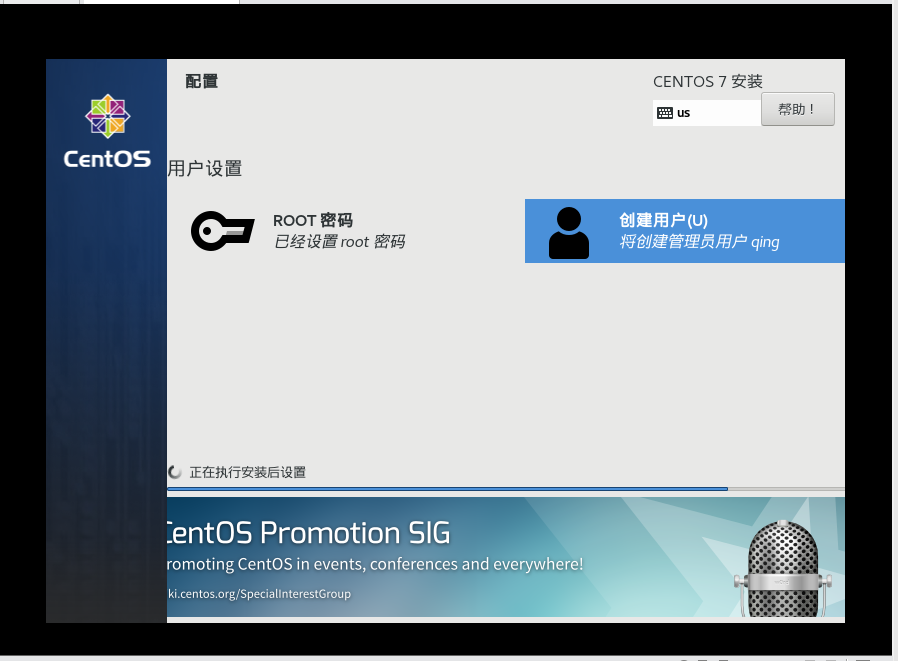 配置
CENTOS 7 安装
us
帮助！
CentOS
用户设置
ROOT 密码
已经设置 root 密码
创建用户(U)
将创建管理员用户 qing
正在执行安装后设置
CentOS Promotion SIG
romoting CentOS in events, conferences and everywhere!
ki.centos.org/SpecialInterestGroup